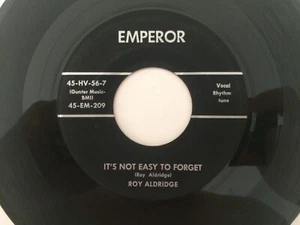 EMPEROR
45-HV-56-7
(Gunter Music-
BMI)
45-EM-209
Vocal
Rhythm
tune
IT'S NOT EASY TO FORGET
(Roy Aldridge)
ROY ALDRIDGE